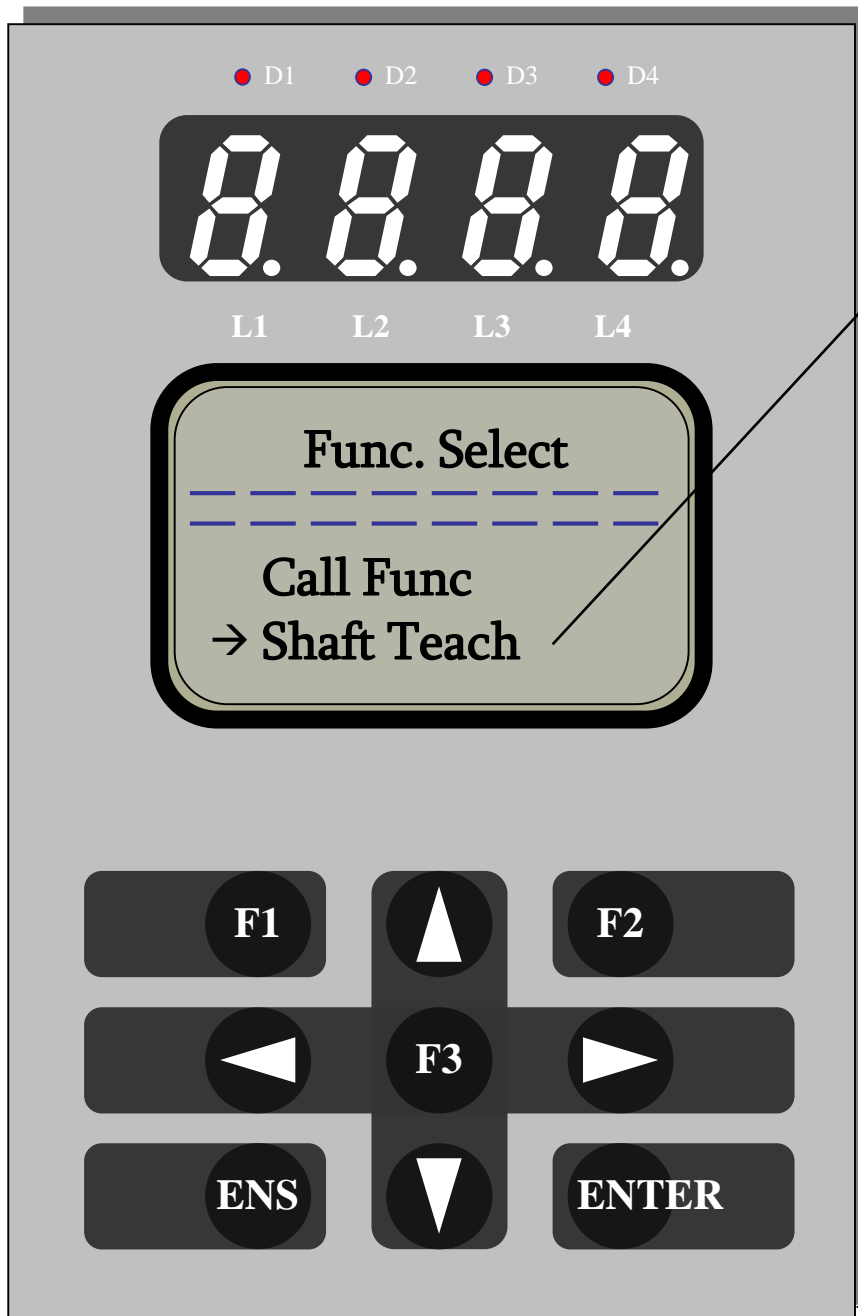 D1 D2 D3 D4
8.8.8.8.
L1 L2 L3 L4
Func. Select
Call Func
→ Shaft Teach
F1 F2
F3
ENS ENTER